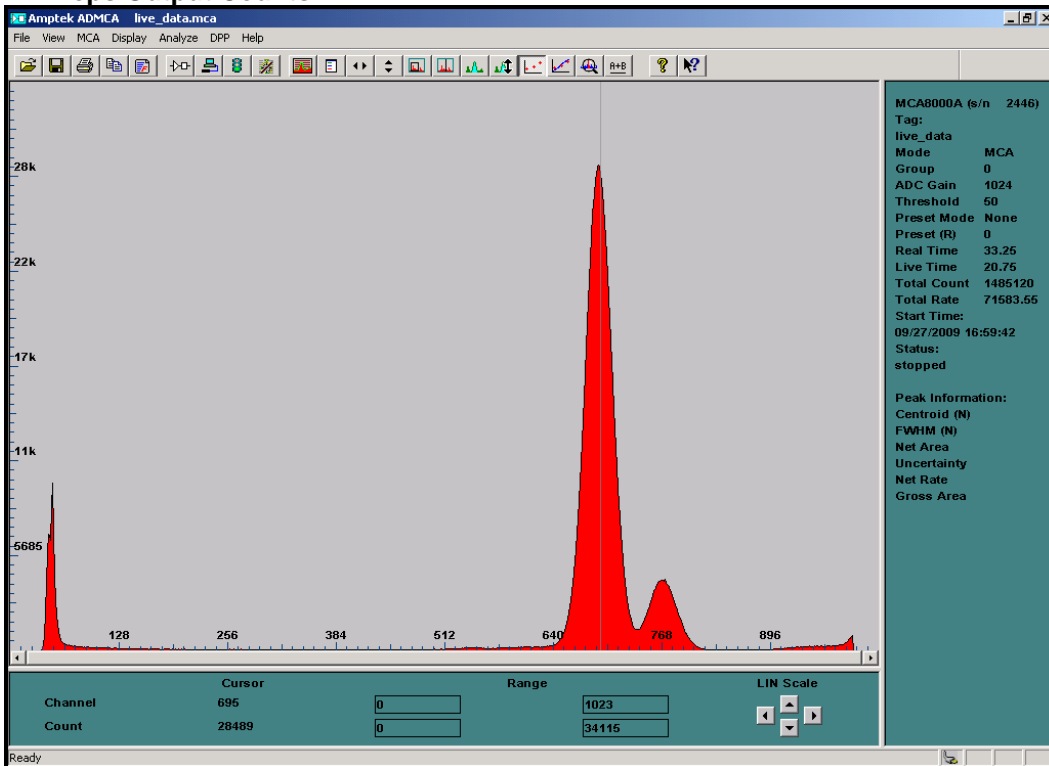 Amptek ADMCA live_data.mca
File View MCA Display Analyze DPP Help
A+B
28k
22k
17k
11k
5685
128 256 384 512 640 768 896
MCA8000A (s/n 2446)
Tag:
live_data
Mode MCA
Group 0
ADC Gain 1024
Threshold 50
Preset Mode None
Preset (R) 0
Real Time 33.25
Live Time 20.75
Total Count 1485120
Total Rate 71583.55
Start Time:
09/27/2009 16:59:42
Status:
stopped
Peak Information:
Centroid (N)
FWHM (N)
Net Area
Uncertainty
Net Rate
Gross Area
Cursor Range LIN Scale
Channel 695 0 1023
Count 28489 0 34115
Ready